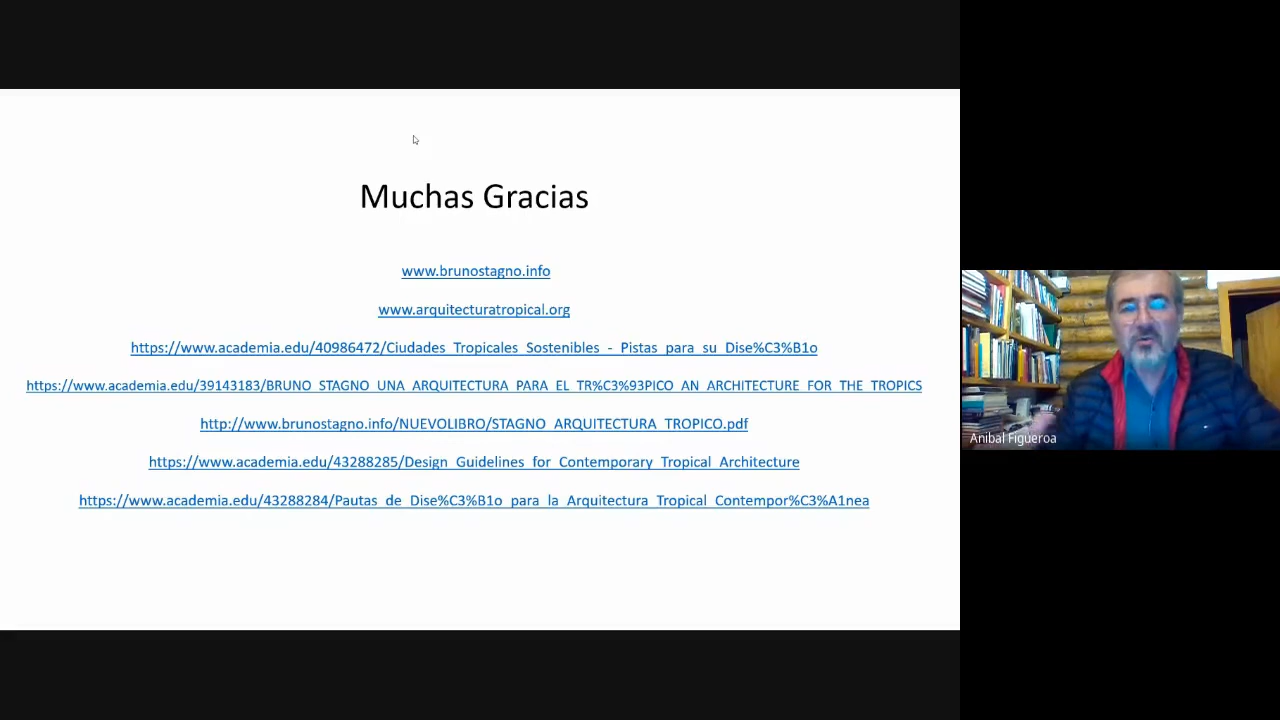 Muchas Gracias
www.brunostagno.info
www.arquitecturatropical.org
https://www.academia.edu/40986472/Ciudades_Tropicales_Sostenibles_-_Pistas_para_su_Dise%C3%B1o
https://www.academia.edu/39143183/BRUNO_STAGNO_UNA_ARQUITECTURA_PARA_EL_TR%C3%93PICO_AN_ARCHITECTURE_FOR_THE_TROPICS
http://www.brunostagno.info/NUEVOLIBRO/STAGNO_ARQUITECTURA_TROPICO.pdf
https://www.academia.edu/43288285/Design_Guidelines_for_Contemporary_Tropical_Architecture
https://www.academia.edu/43288284/Pautas_de_Dise%C3%B1o_para_la_Arquitectura_Tropical_Contempor%C3%A1nea
Anibal Figueroa